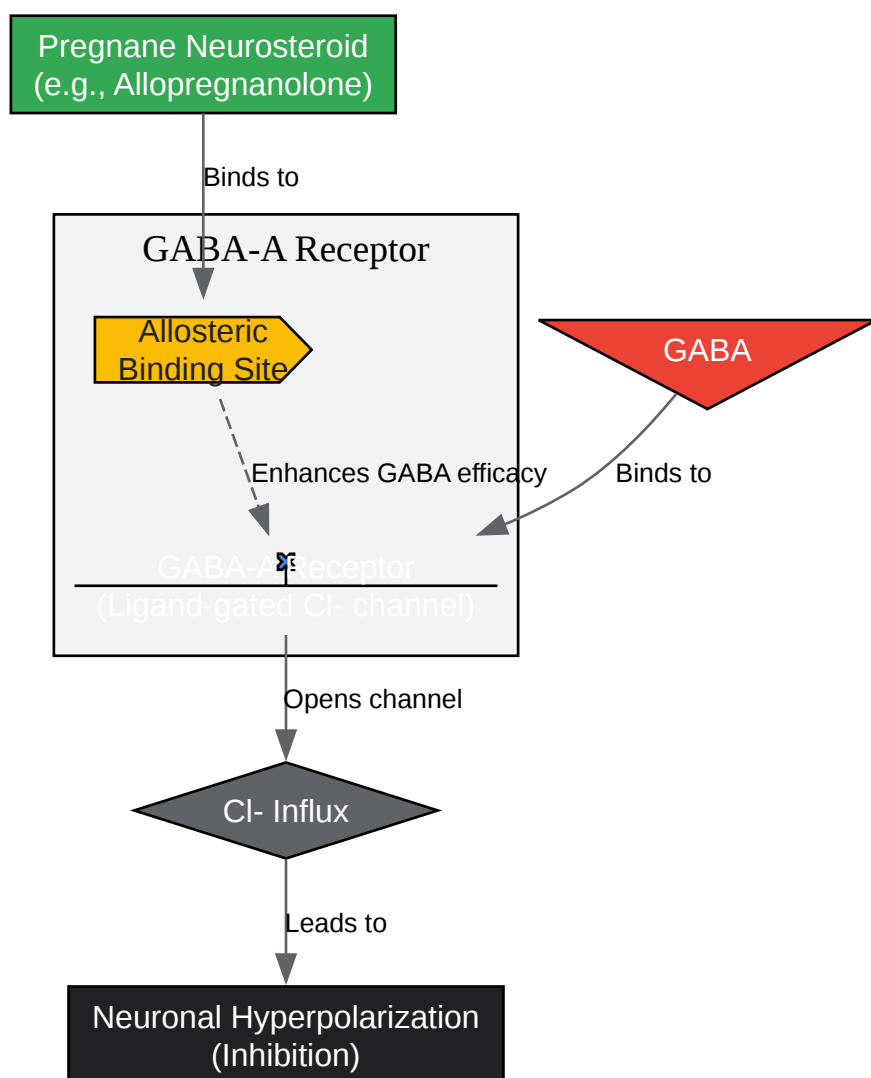 Pregnane Neurosteroid
(e.g., Allopregnanolone)
Binds to
GABA-A Receptor
Allosteric
Binding Site
GABA
Enhances GABA efficacy
Binds to
GABA-A Receptor
(Ligand-gated Cl- channel)
Opens channel
Cl- Influx
Leads to
Neuronal Hyperpolarization
(Inhibition)